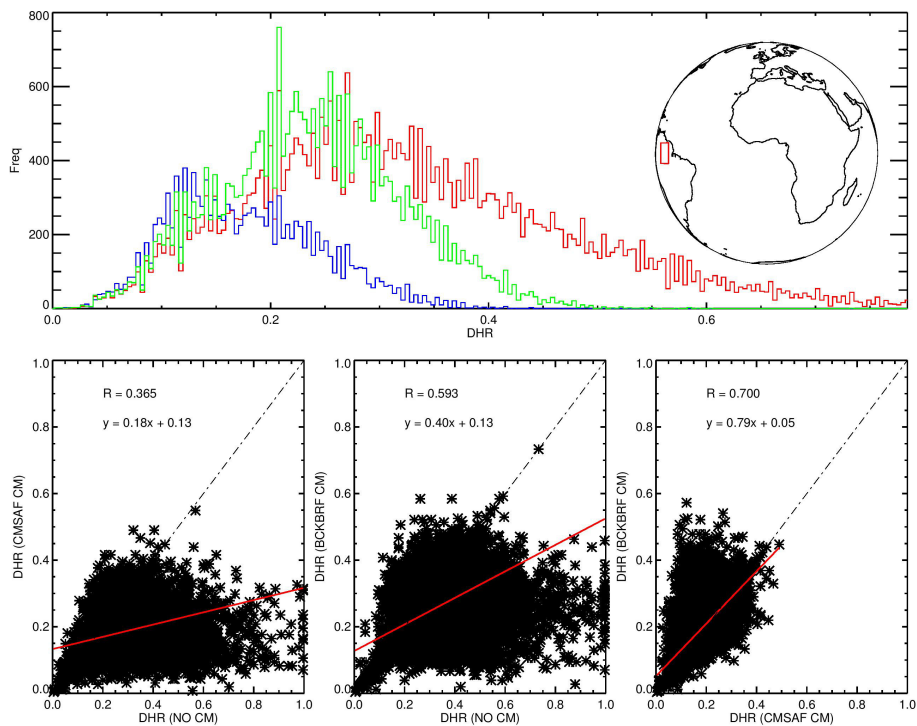 800
600
400
200
0
Freq
0.0 0.2 0.4 0.6
DHR
1.0
0.8
0.6
0.4
0.2
0.0
DHR (CMSAF CM)
R = 0.365
y = 0.18x + 0.13
0.0 0.2 0.4 0.6 0.8 1.0
DHR (NO CM)
1.0
0.8
0.6
0.4
0.2
0.0
DHR (BCKBRF CM)
R = 0.593
y = 0.40x + 0.13
0.0 0.2 0.4 0.6 0.8 1.0
DHR (NO CM)
1.0
0.8
0.6
0.4
0.2
0.0
DHR (BCKBRF CM)
R = 0.700
y = 0.79x + 0.05
0.0 0.2 0.4 0.6 0.8 1.0
DHR (CMSAF CM)